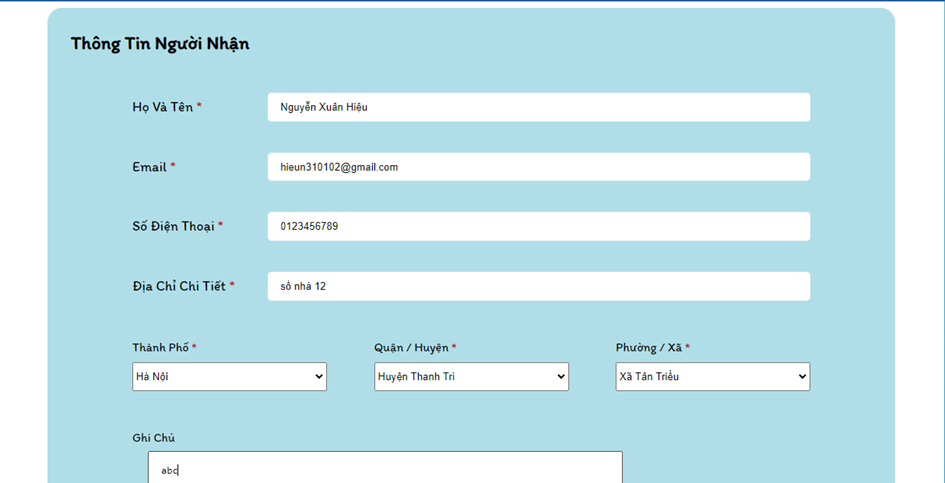 Thông Tin Người Nhận
Họ Và Tên *
Nguyễn Xuân Hiệu
Email *
hieun310102@gmail.com
Số Điện Thoại *
0123456789
Địa Chỉ Chi Tiết *
số nhà 12
Thành Phố * Quận / Huyện * Phường / Xã *
Hà Nội Huyện Thanh Trì Xã Tân Triều
Ghi Chú
abc